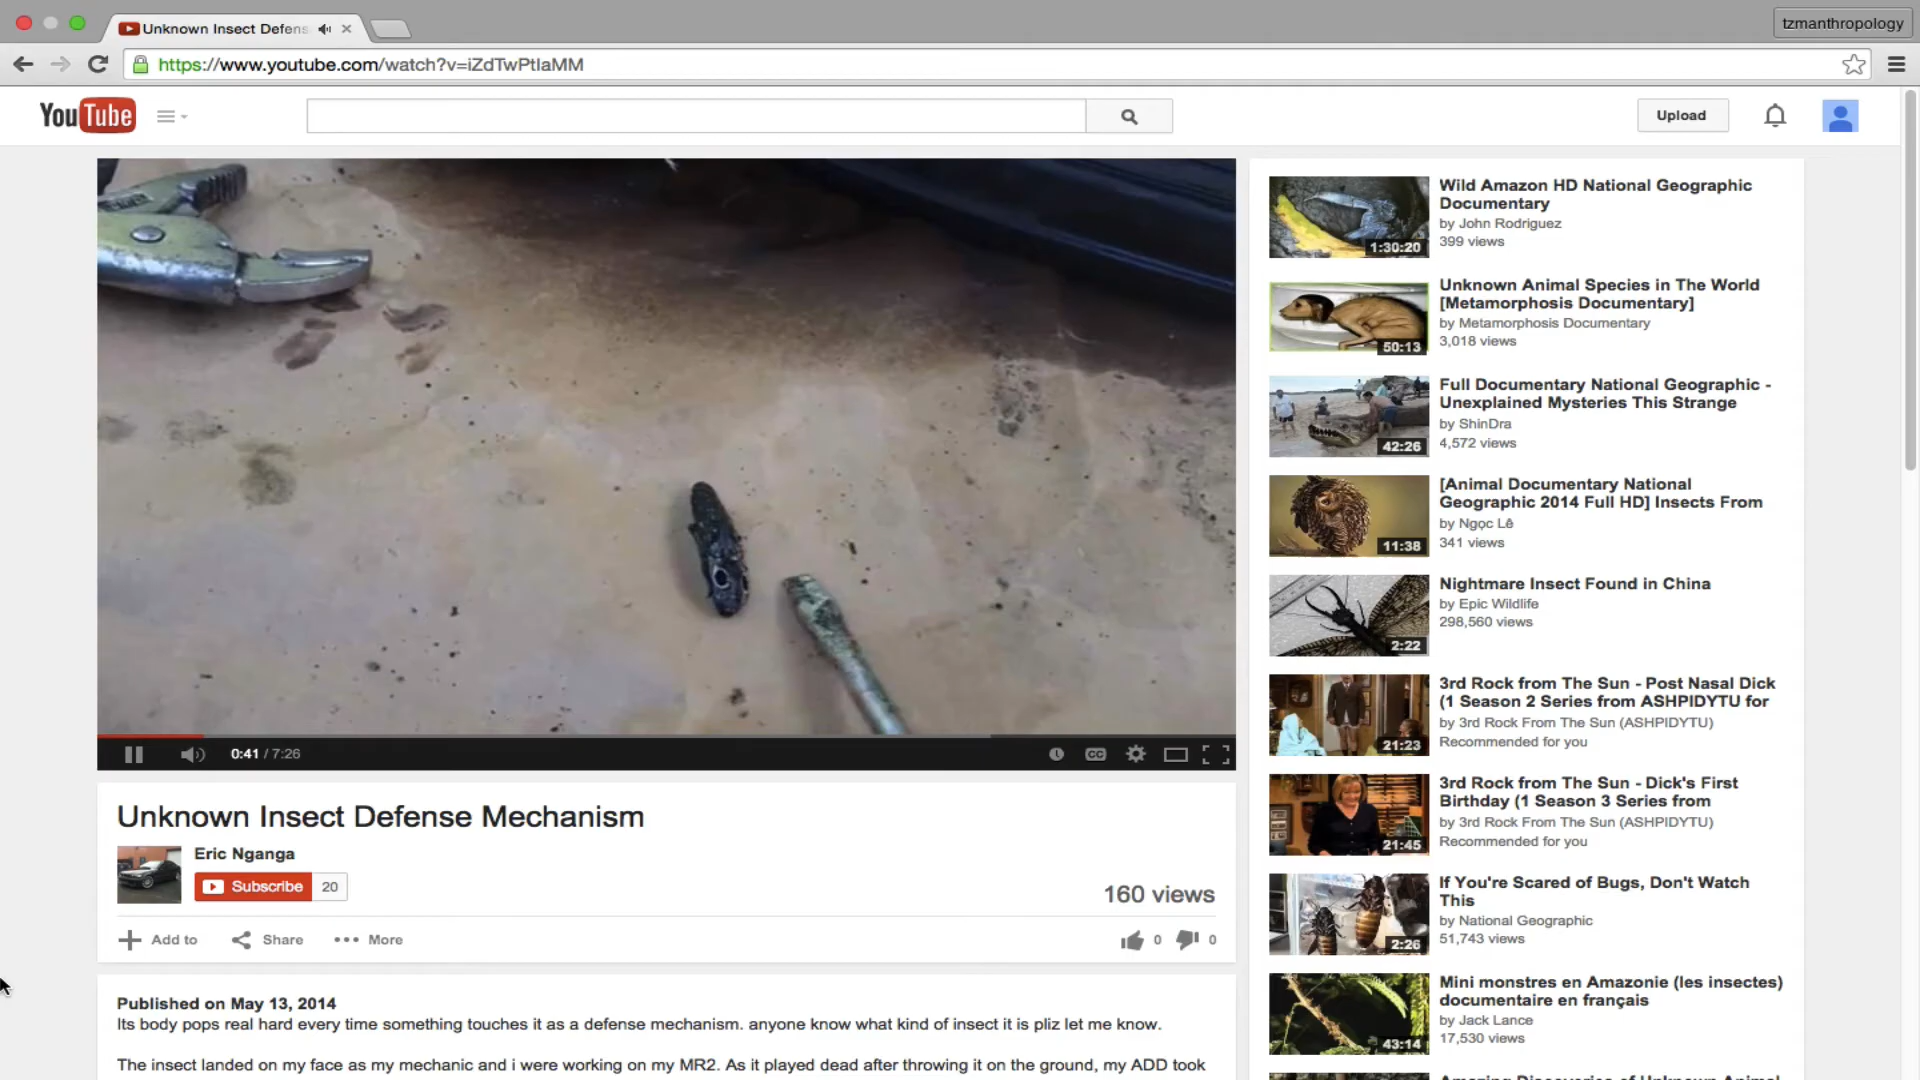 Unknown Insect Defens
tzmanthropology
https://www.youtube.com/watch?v=iZdTwPtlaMM
YouTube
Upload
0:41 / 7:26
CC
Unknown Insect Defense Mechanism
Eric Nganga
Subscribe 20
160 views
Add to
Share
More
0
0
Published on May 13, 2014
Its body pops real hard every time something touches it as a defense mechanism. anyone know what kind of insect it is pliz let me know.
The insect landed on my face as my mechanic and i were working on my MR2. As it played dead after throwing it on the ground, my ADD took
1:30:20
Wild Amazon HD National Geographic
Documentary
by John Rodriguez
399 views
50:13
Unknown Animal Species in The World
[Metamorphosis Documentary]
by Metamorphosis Documentary
3,018 views
42:26
Full Documentary National Geographic -
Unexplained Mysteries This Strange
by ShinDra
4,572 views
11:38
[Animal Documentary National
Geographic 2014 Full HD] Insects From
by Ngọc Lê
341 views
2:22
Nightmare Insect Found in China
by Epic Wildlife
298,560 views
21:23
3rd Rock from The Sun - Post Nasal Dick
(1 Season 2 Series from ASHPIDYTU for
by 3rd Rock From The Sun (ASHPIDYTU)
Recommended for you
21:45
3rd Rock from The Sun - Dick's First
Birthday (1 Season 3 Series from
by 3rd Rock From The Sun (ASHPIDYTU)
Recommended for you
2:26
If You're Scared of Bugs, Don't Watch
This
by National Geographic
51,743 views
43:14
Mini monstres en Amazonie (les insectes)
documentaire en français
by Jack Lance
17,530 views